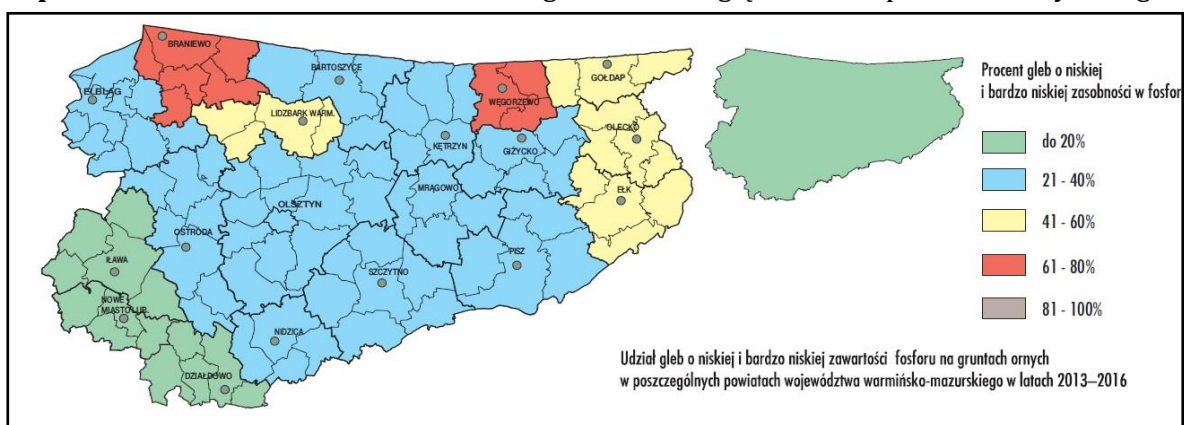 BRANIEWO
BARTOSZYCE
GOŁDAP
ELBLĄG
WĘGORZEWO
LIDZBARK WARM.
OLECKO
KĘTRZYN
GIŻYCKO
MRĄGOWO
EŁK
OLSZTYN
OSTRÓDA
PISZ
IŁAWA
SZCZYTNO
NOWE
MIASTO LUB.
NIDZICA
DZIAŁDOWO
Procent gleb o niskiej
i bardzo niskiej zasobności w fosfor
do 20%
21 - 40%
41 - 60%
61 - 80%
81 - 100%
Udział gleb o niskiej i bardzo niskiej zawartości fosforu na gruntach ornych
w poszczególnych powiatach województwa warmińsko-mazurskiego w latach 2013–2016